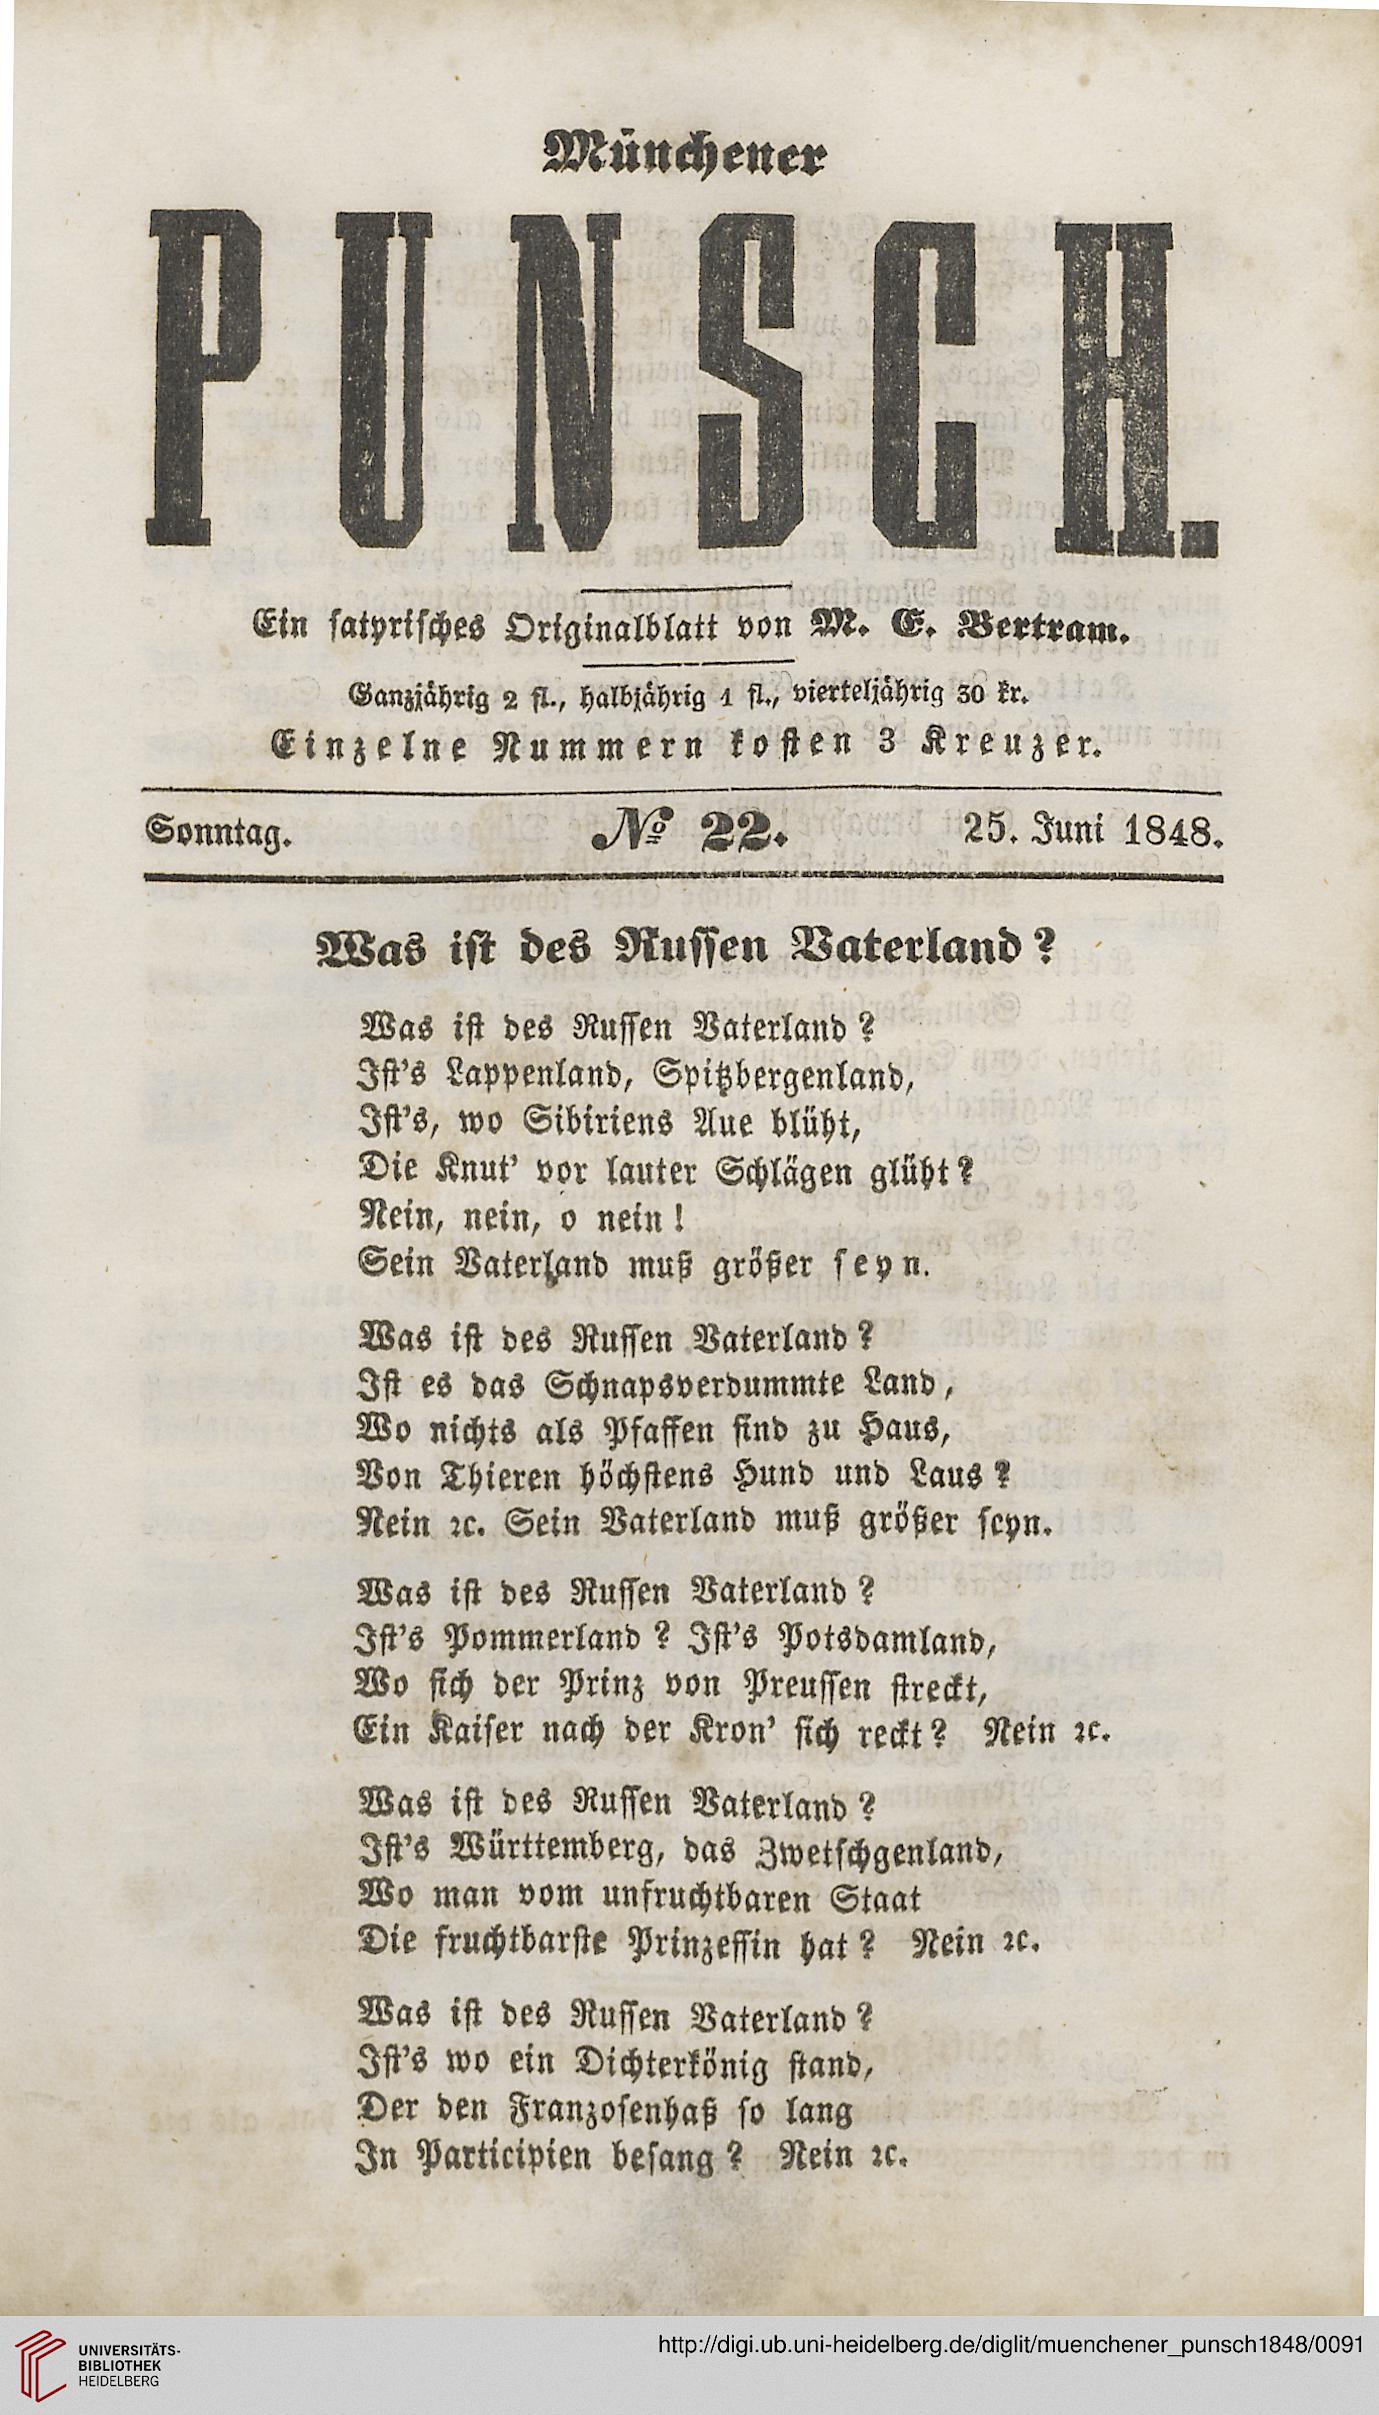 Münchener
PUNSCH.
Ein satyrisches Originalblatt von M. E. Bertram.
Ganzjährig 2 fl., halbjährig 1 fl., vierteljährig 30 kr.
Einzelne Nummern kosten 3 Kreuzer.
Sonntag. № 22. 25. Juni 1848.
Was ist des Russen Vaterland?
Was ist des Russen Vaterland?
Ist's Lappenland, Spitzbergenland,
Ist's, wo Sibiriens Aue blüht,
Die Knut' vor lauter Schlägen glüht?
Nein, nein, o nein!
Sein Vaterland muß größer seyn.
Was ist des Russen Vaterland?
Ist es das Schnapsverdummte Land,
Wo nichts als Pfaffen sind zu Haus,
Von Thieren höchstens Hund und Laus?
Nein ꝛc. Sein Vaterland muß größer seyn.
Was ist des Russen Vaterland?
Ist's Pommerland? Ist's Potsdamland,
Wo sich der Prinz von Preussen streckt,
Ein Kaiser nach der Kron' sich reckt? Nein ꝛc.
Was ist des Russen Vaterland?
Ist's Württemberg, das Zwetschgenland,
Wo man vom unfruchtbaren Staat
Die fruchtbarste Prinzessin hat? Nein ꝛc.
Was ist des Russen Vaterland?
Ist's wo ein Dichterkönig stand,
Der den Franzosenhaß so lang
In Participien besang? Nein ꝛc.
UNIVERSITÄTS-
BIBLIOTHEK
HEIDELBERG
http://digi.ub.uni-heidelberg.de/diglit/muenchener_punsch1848/0091